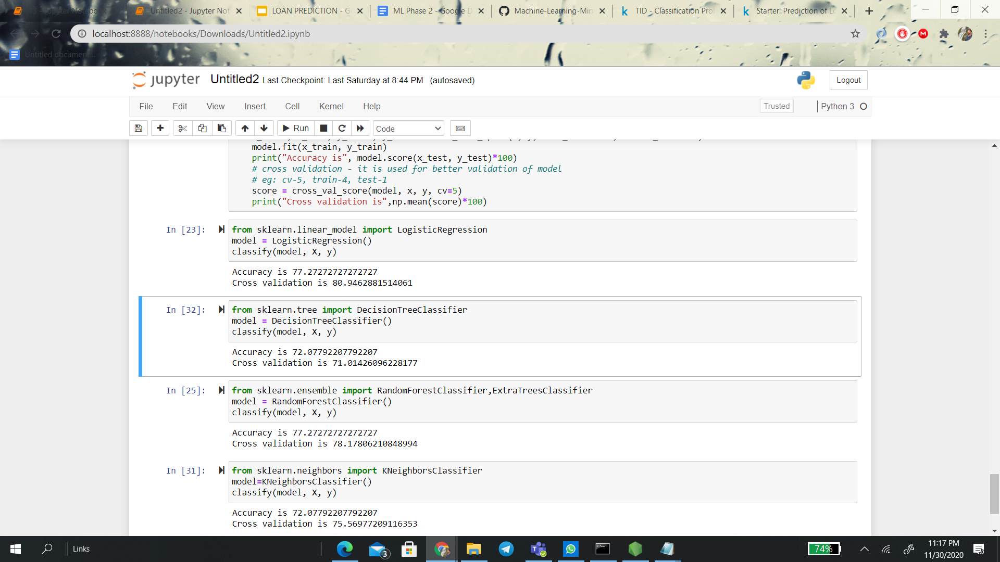 Untitled2 - Jupyter Not
LOAN PREDICTION - G
ML Phase 2 - Google D
Machine-Learning-Min
TID - Classification Pro
Starter: Prediction of Lo
localhost:8888/notebooks/Downloads/Untitled2.ipynb
Untitled document...
jupyter Untitled2 Last Checkpoint: Last Saturday at 8:44 PM (autosaved)
Logout
File Edit View Insert Cell Kernel Help
Trusted
Python 3
Run
Code
model.fit(x_train, y_train)
print("Accuracy is", model.score(x_test, y_test)*100)
# cross validation - it is used for better validation of model
# eg: cv-5, train-4, test-1
score = cross_val_score(model, x, y, cv=5)
print("Cross validation is",np.mean(score)*100)
In [23]:
from sklearn.linear_model import LogisticRegression
model = LogisticRegression()
classify(model, X, y)
Accuracy is 77.27272727272727
Cross validation is 80.9462881514061
In [32]:
from sklearn.tree import DecisionTreeClassifier
model = DecisionTreeClassifier()
classify(model, X, y)
Accuracy is 72.07792207792207
Cross validation is 71.01426096228177
In [25]:
from sklearn.ensemble import RandomForestClassifier,ExtraTreesClassifier
model = RandomForestClassifier()
classify(model, X, y)
Accuracy is 77.27272727272727
Cross validation is 78.17806210848994
In [31]:
from sklearn.neighbors import KNeighborsClassifier
model=KNeighborsClassifier()
classify(model, X, y)
Accuracy is 72.07792207792207
Cross validation is 75.56977209116353
Links
3
74%
11:17 PM
11/30/2020